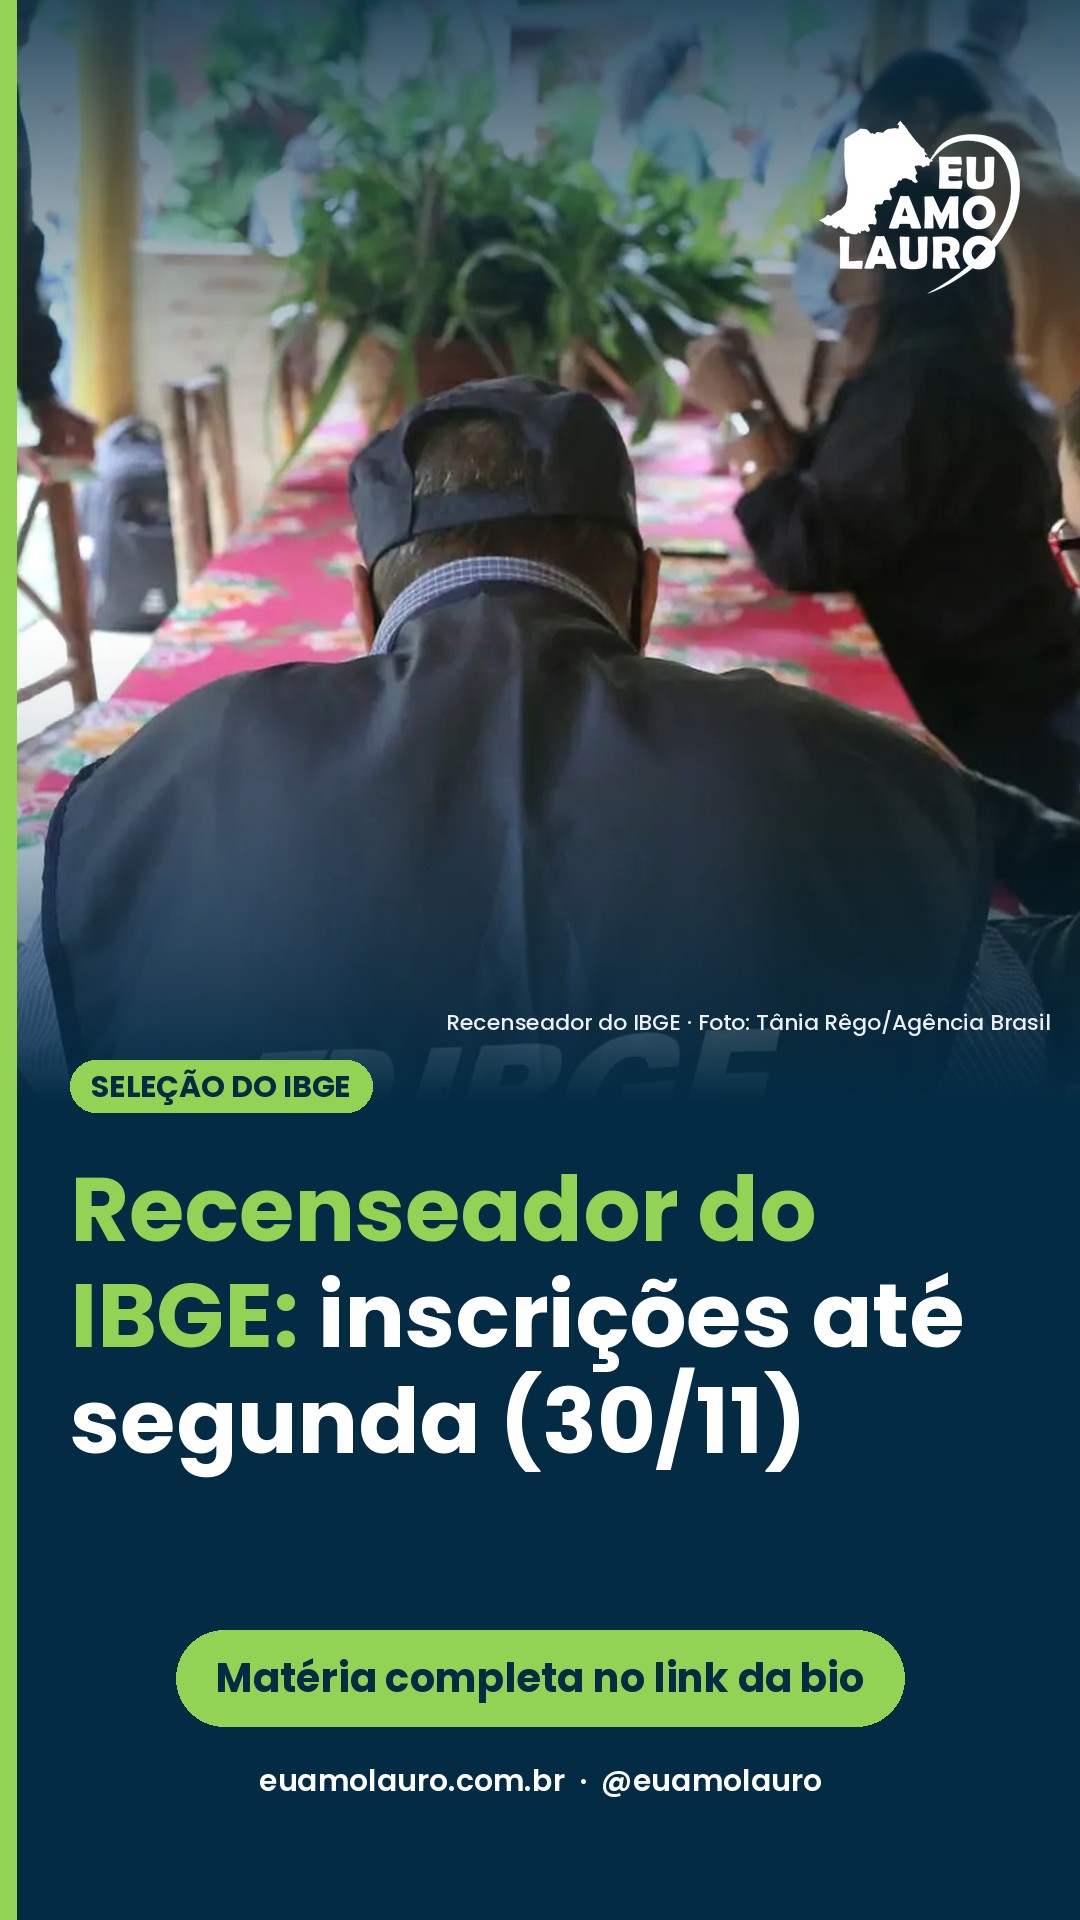 EU
AMO
LAURO
Recenseador do IBGE · Foto: Tânia Rêgo/Agência Brasil
IBGE
SELEÇÃO DO IBGE
Recenseador do
IBGE: inscrições até
segunda (30/11)
Matéria completa no link da bio
euamolauro.com.br · @euamolauro